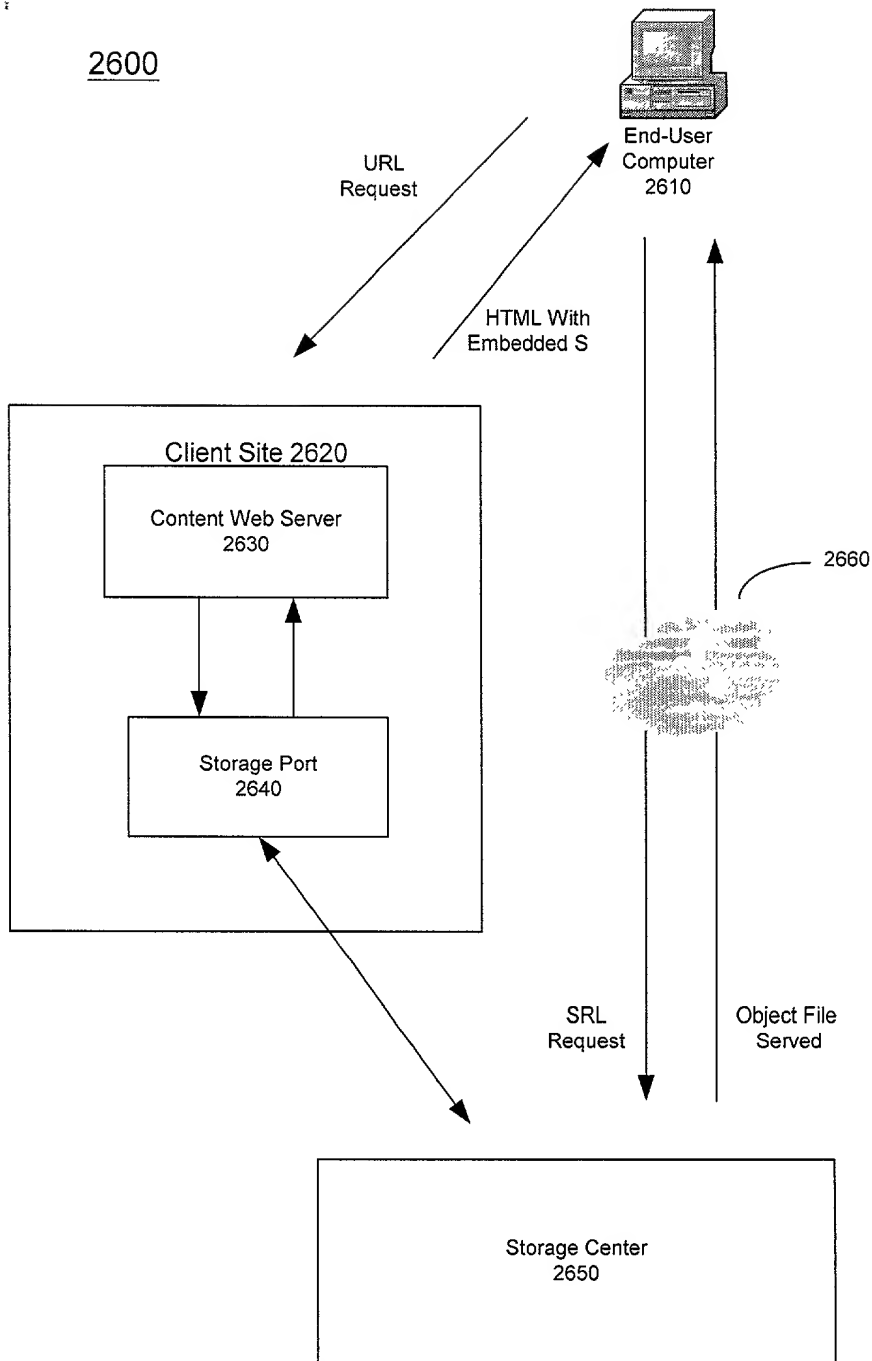 2600
End-User
Computer
2610
URL
Request
HTML With
Embedded S
Client Site 2620
Content Web Server
2630
2660
Storage Port
2640
SRL
Request
Object File
Served
Storage Center
2650